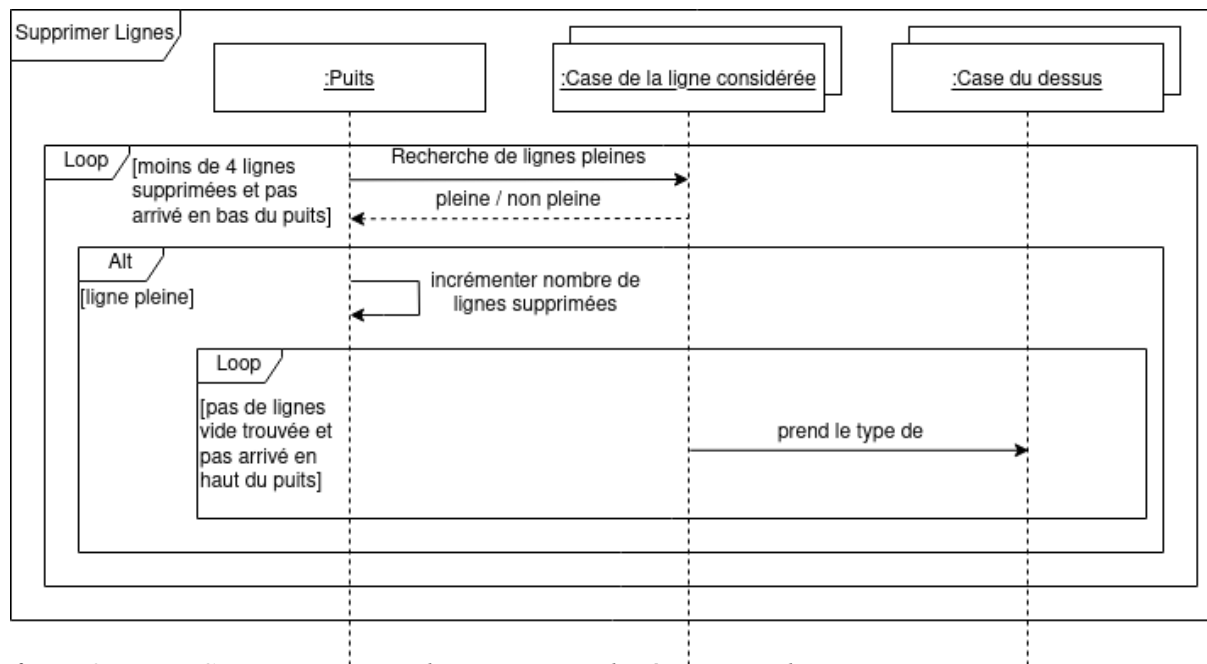 Supprimer Lignes
:Puits
:Case de la ligne considérée
:Case du dessus
Loop
[moins de 4 lignes
supprimées et pas
arrivé en bas du puits]
Recherche de lignes pleines
pleine / non pleine
Alt
[ligne pleine]
incrémenter nombre de
lignes supprimées
Loop
[pas de lignes
vide trouvée et
pas arrivé en
haut du puits]
prend le type de